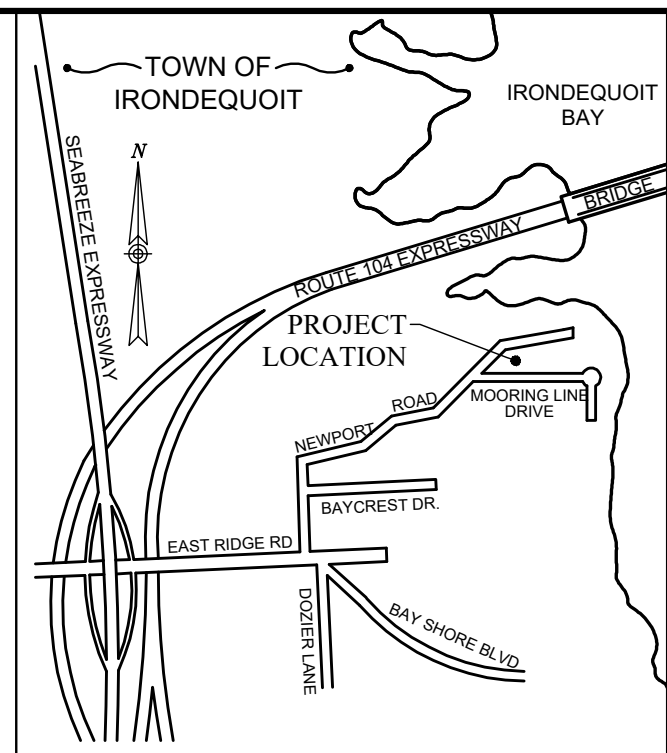 TOWN OF
IRONDEQUOIT
IRONDEQUOIT
BAY
SEABREEZE EXPRESSWAY
N
BRIDGE
ROUTE 104 EXPRESSWAY
PROJECT
LOCATION
MOORING LINE
DRIVE
NEWPORT ROAD
BAYCREST DR.
EAST RIDGE RD
DOZIER LANE
BAY SHORE BLVD